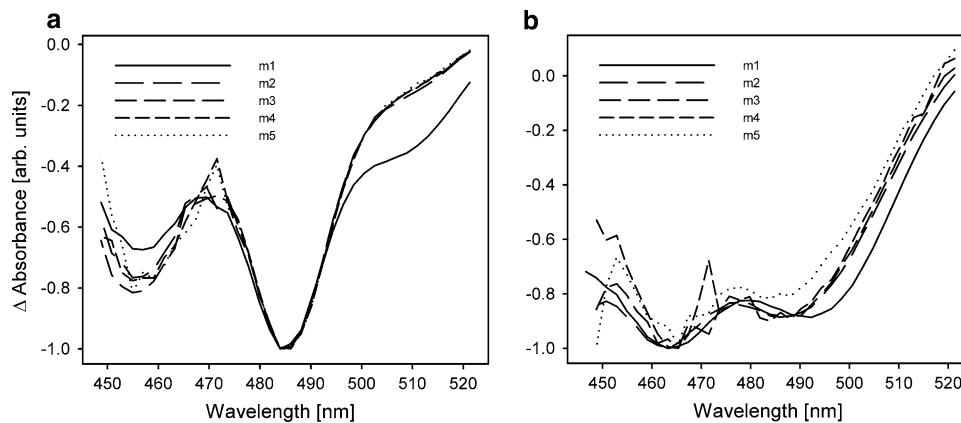 a
0.0
-0.2
-0.4
-0.6
-0.8
-1.0
Δ Absorbance [arb. units]
m1
m2
m3
m4
m5
450 460 470 480 490 500 510 520
Wavelength [nm]
b
0.0
-0.2
-0.4
-0.6
-0.8
-1.0
m1
m2
m3
m4
m5
450 460 470 480 490 500 510 520
Wavelength [nm]